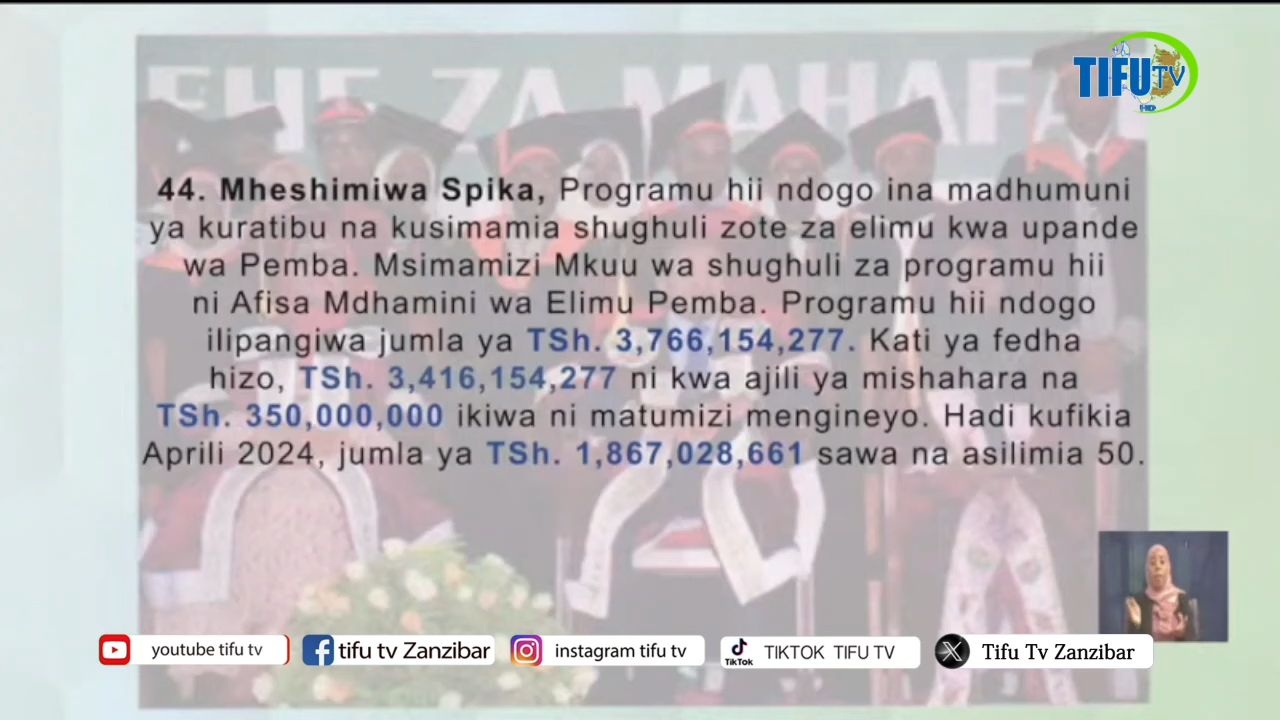 EHE ZA MAHAFA
TIFU TV
HD
44. Mheshimiwa Spika, Programu hii ndogo ina madhumuni
ya kuratibu na kusimamia shughuli zote za elimu kwa upande
wa Pemba. Msimamizi Mkuu wa shughuli za programu hii
ni Afisa Mdhamini wa Elimu Pemba. Programu hii ndogo
ilipangiwa jumla ya TSh. 3,766,154,277. Kati ya fedha
hizo, TSh. 3,416,154,277 ni kwa ajili ya mishahara na
TSh. 350,000,000 ikiwa ni matumizi mengineyo. Hadi kufikia
Aprili 2024, jumla ya TSh. 1,867,028,661 sawa na asilimia 50.
youtube tifu tv
tifu tv Zanzibar
instagram tifu tv
TikTok
TIKTOK TIFU TV
Tifu Tv Zanzibar